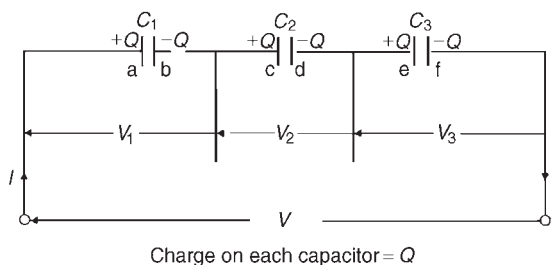 C1 C2 C3
+Q -Q +Q -Q +Q -Q
a b c d e f
V1 V2 V3
I
V
Charge on each capacitor = Q